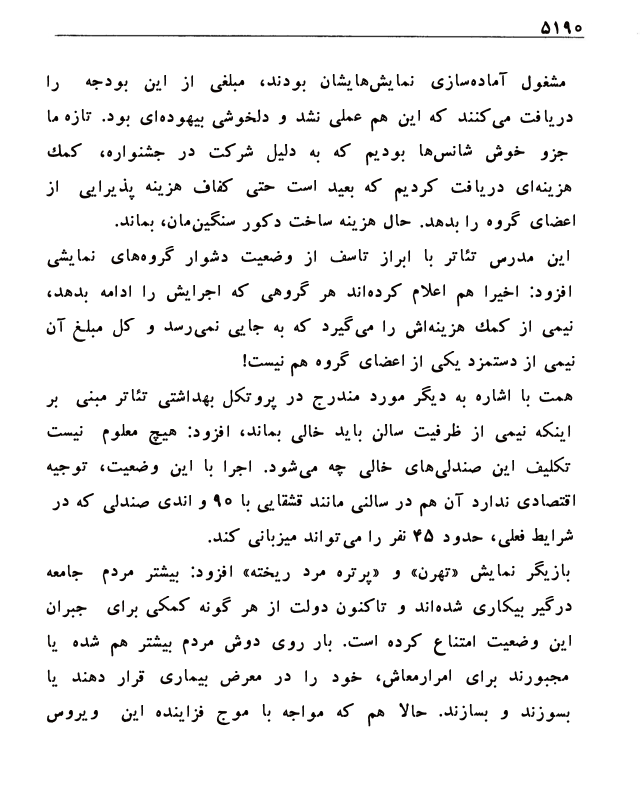 ۵۱۹۰
مشغول آماده‌سازی نمایش‌هایشان بودند، مبلغی از این بودجه را
دریافت می‌کنند که این هم عملی نشد و دلخوشی بیهوده‌ای بود. تازه ما
جزو خوش شانس‌ها بودیم که به دلیل شرکت در جشنواره، کمک
هزینه‌ای دریافت کردیم که بعید است حتی کفاف هزینه پذیرایی از
اعضای گروه را بدهد. حال هزینه ساخت دکور سنگین‌مان، بماند.
این مدرس تئاتر با ابراز تاسف از وضعیت دشوار گروه‌های نمایشی
افزود: اخیرا هم اعلام کرده‌اند هر گروهی که اجرایش را ادامه بدهد،
نیمی از کمک هزینه‌اش را می‌گیرد که به جایی نمی‌رسد و کل مبلغ آن
نیمی از دستمزد یکی از اعضای گروه هم نیست!
همت با اشاره به دیگر مورد مندرج در پروتکل بهداشتی تئاتر مبنی بر
اینکه نیمی از ظرفیت سالن باید خالی بماند، افزود: هیچ معلوم نیست
تکلیف این صندلی‌های خالی چه می‌شود. اجرا با این وضعیت، توجیه
اقتصادی ندارد آن هم در سالنی مانند قشقایی با ۹۰ و اندی صندلی که در
شرایط فعلی، حدود ۴۵ نفر را می‌تواند میزبانی کند.
بازیگر نمایش «تهرن» و «پرتره مرد ریخته» افزود: بیشتر مردم جامعه
درگیر بیکاری شده‌اند و تاکنون دولت از هر گونه کمکی برای جبران
این وضعیت امتناع کرده است. بار روی دوش مردم بیشتر هم شده یا
مجبورند برای امرارمعاش، خود را در معرض بیماری قرار دهند یا
بسوزند و بسازند. حالا هم که مواجه با موج فزاینده این ویروس